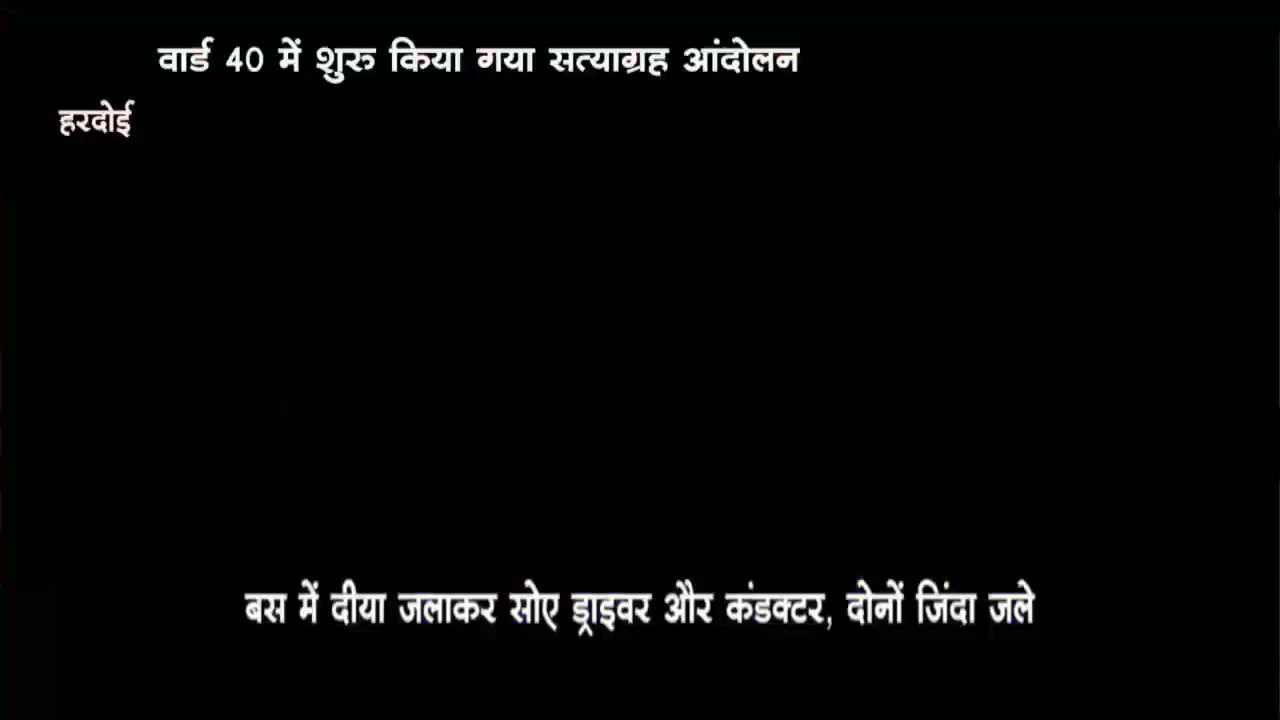 वार्ड 40 में शुरु किया गया सत्याग्रह आंदोलन
हरदोई
बस में दीया जलाकर सोए ड्राइवर और कंडक्टर, दोनों जिंदा जले